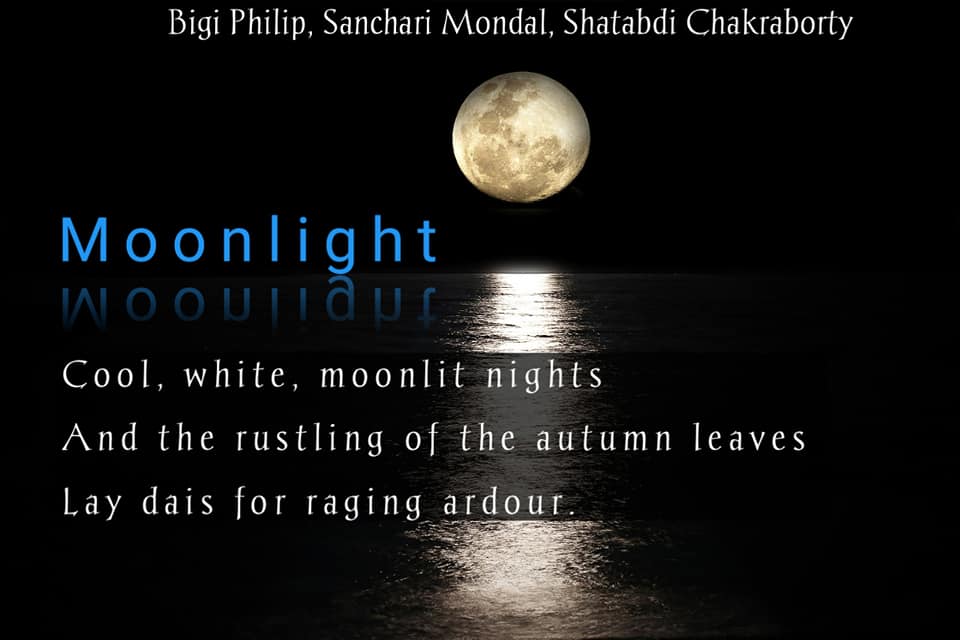 Bigi Philip, Sanchari Mondal, Shatabdi Chakraborty
Moonlight
Cool, white, moonlit nights
And the rustling of the autumn leaves
Lay dais for raging ardour.